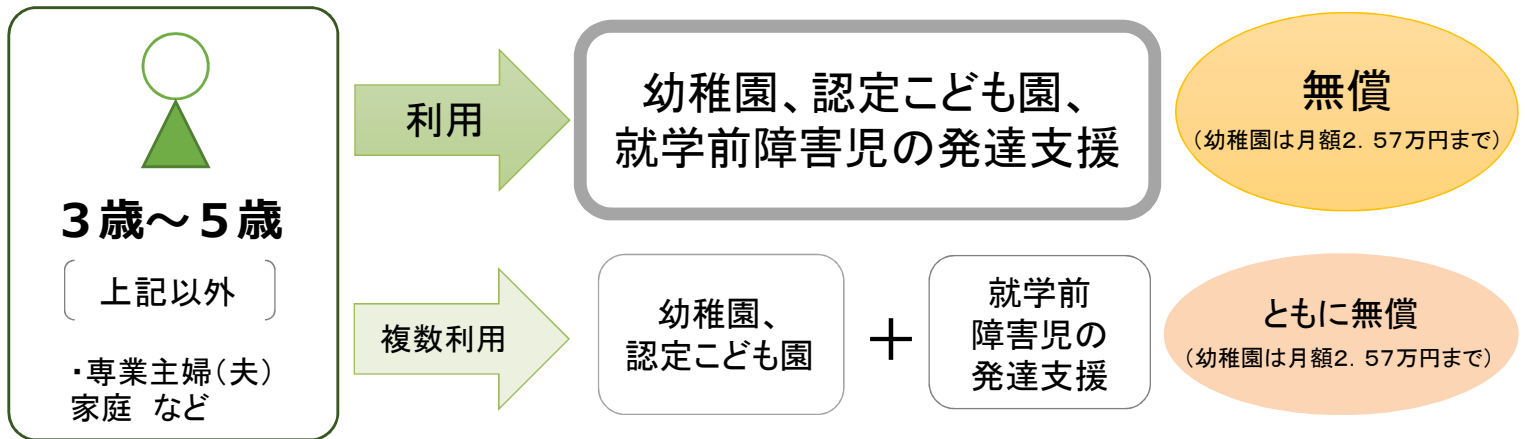 3歳～5歳
上記以外
・専業主婦(夫)
家庭 など
利用
幼稚園、認定こども園、
就学前障害児の発達支援
無償
(幼稚園は月額2．57万円まで)
複数利用
幼稚園、
認定こども園
＋
就学前
障害児の
発達支援
ともに無償
(幼稚園は月額2．57万円まで)